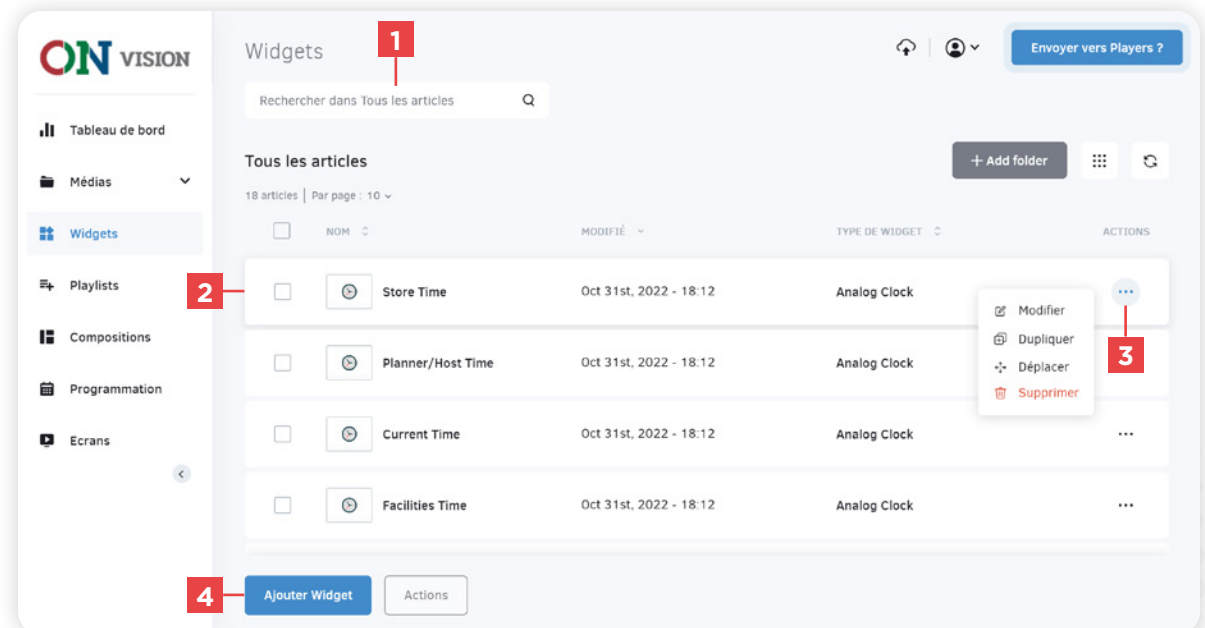 ON VISION
Widgets
1
Envoyer vers Players ?
Rechercher dans Tous les articles
Tableau de bord
Médias
Widgets
Playlists
Compositions
Programmation
Ecrans
Tous les articles
+ Add folder
18 articles | Par page : 10
NOM
MODIFIÉ
TYPE DE WIDGET
ACTIONS
2
Store Time
Oct 31st, 2022 - 18:12
Analog Clock
...
Modifier
Dupliquer
Déplacer
Supprimer
3
Planner/Host Time
Oct 31st, 2022 - 18:12
Analog Clock
Current Time
Oct 31st, 2022 - 18:12
Analog Clock
...
Facilities Time
Oct 31st, 2022 - 18:12
Analog Clock
...
4
Ajouter Widget
Actions